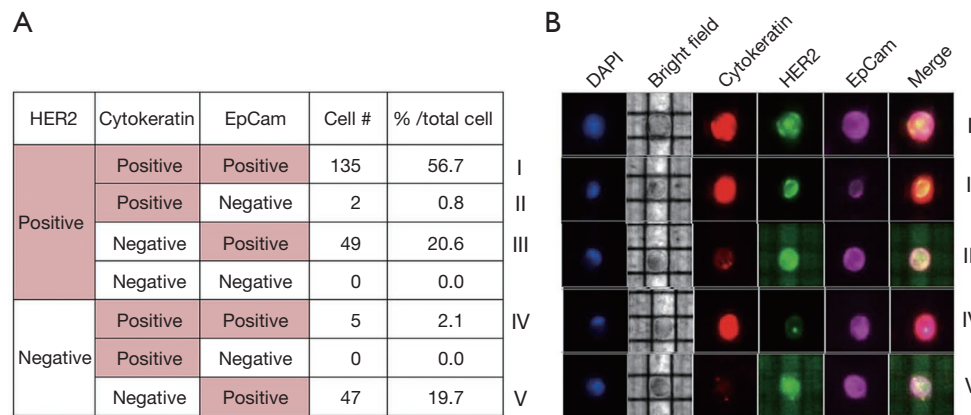 A
HER2 Cytokeratin EpCam Cell # % /total cell
Positive Positive Positive 135 56.7 I
Positive Negative 2 0.8 II
Negative Positive 49 20.6 III
Negative Negative 0 0.0
Negative Positive Positive 5 2.1 IV
Positive Negative 0 0.0
Negative Positive 47 19.7 V
B
DAPI Bright field Cytokeratin HER2 EpCam Merge